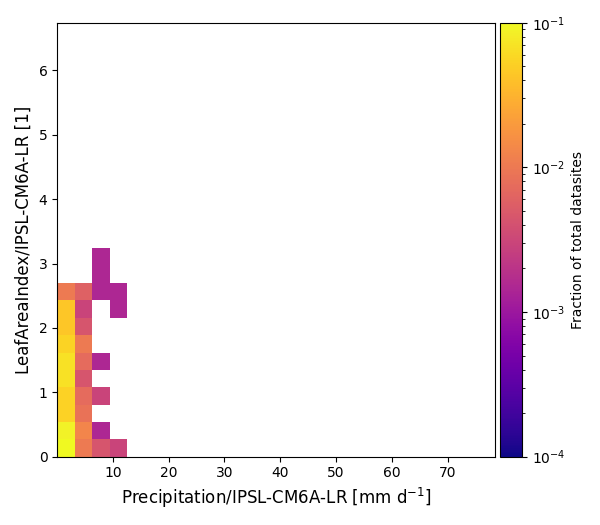 LeafAreaIndex/IPSL-CM6A-LR [1]
6
5
4
3
2
1
0
10 20 30 40 50 60 70
Precipitation/IPSL-CM6A-LR [mm d⁻¹]
10⁻¹
10⁻²
10⁻³
10⁻⁴
Fraction of total datasites